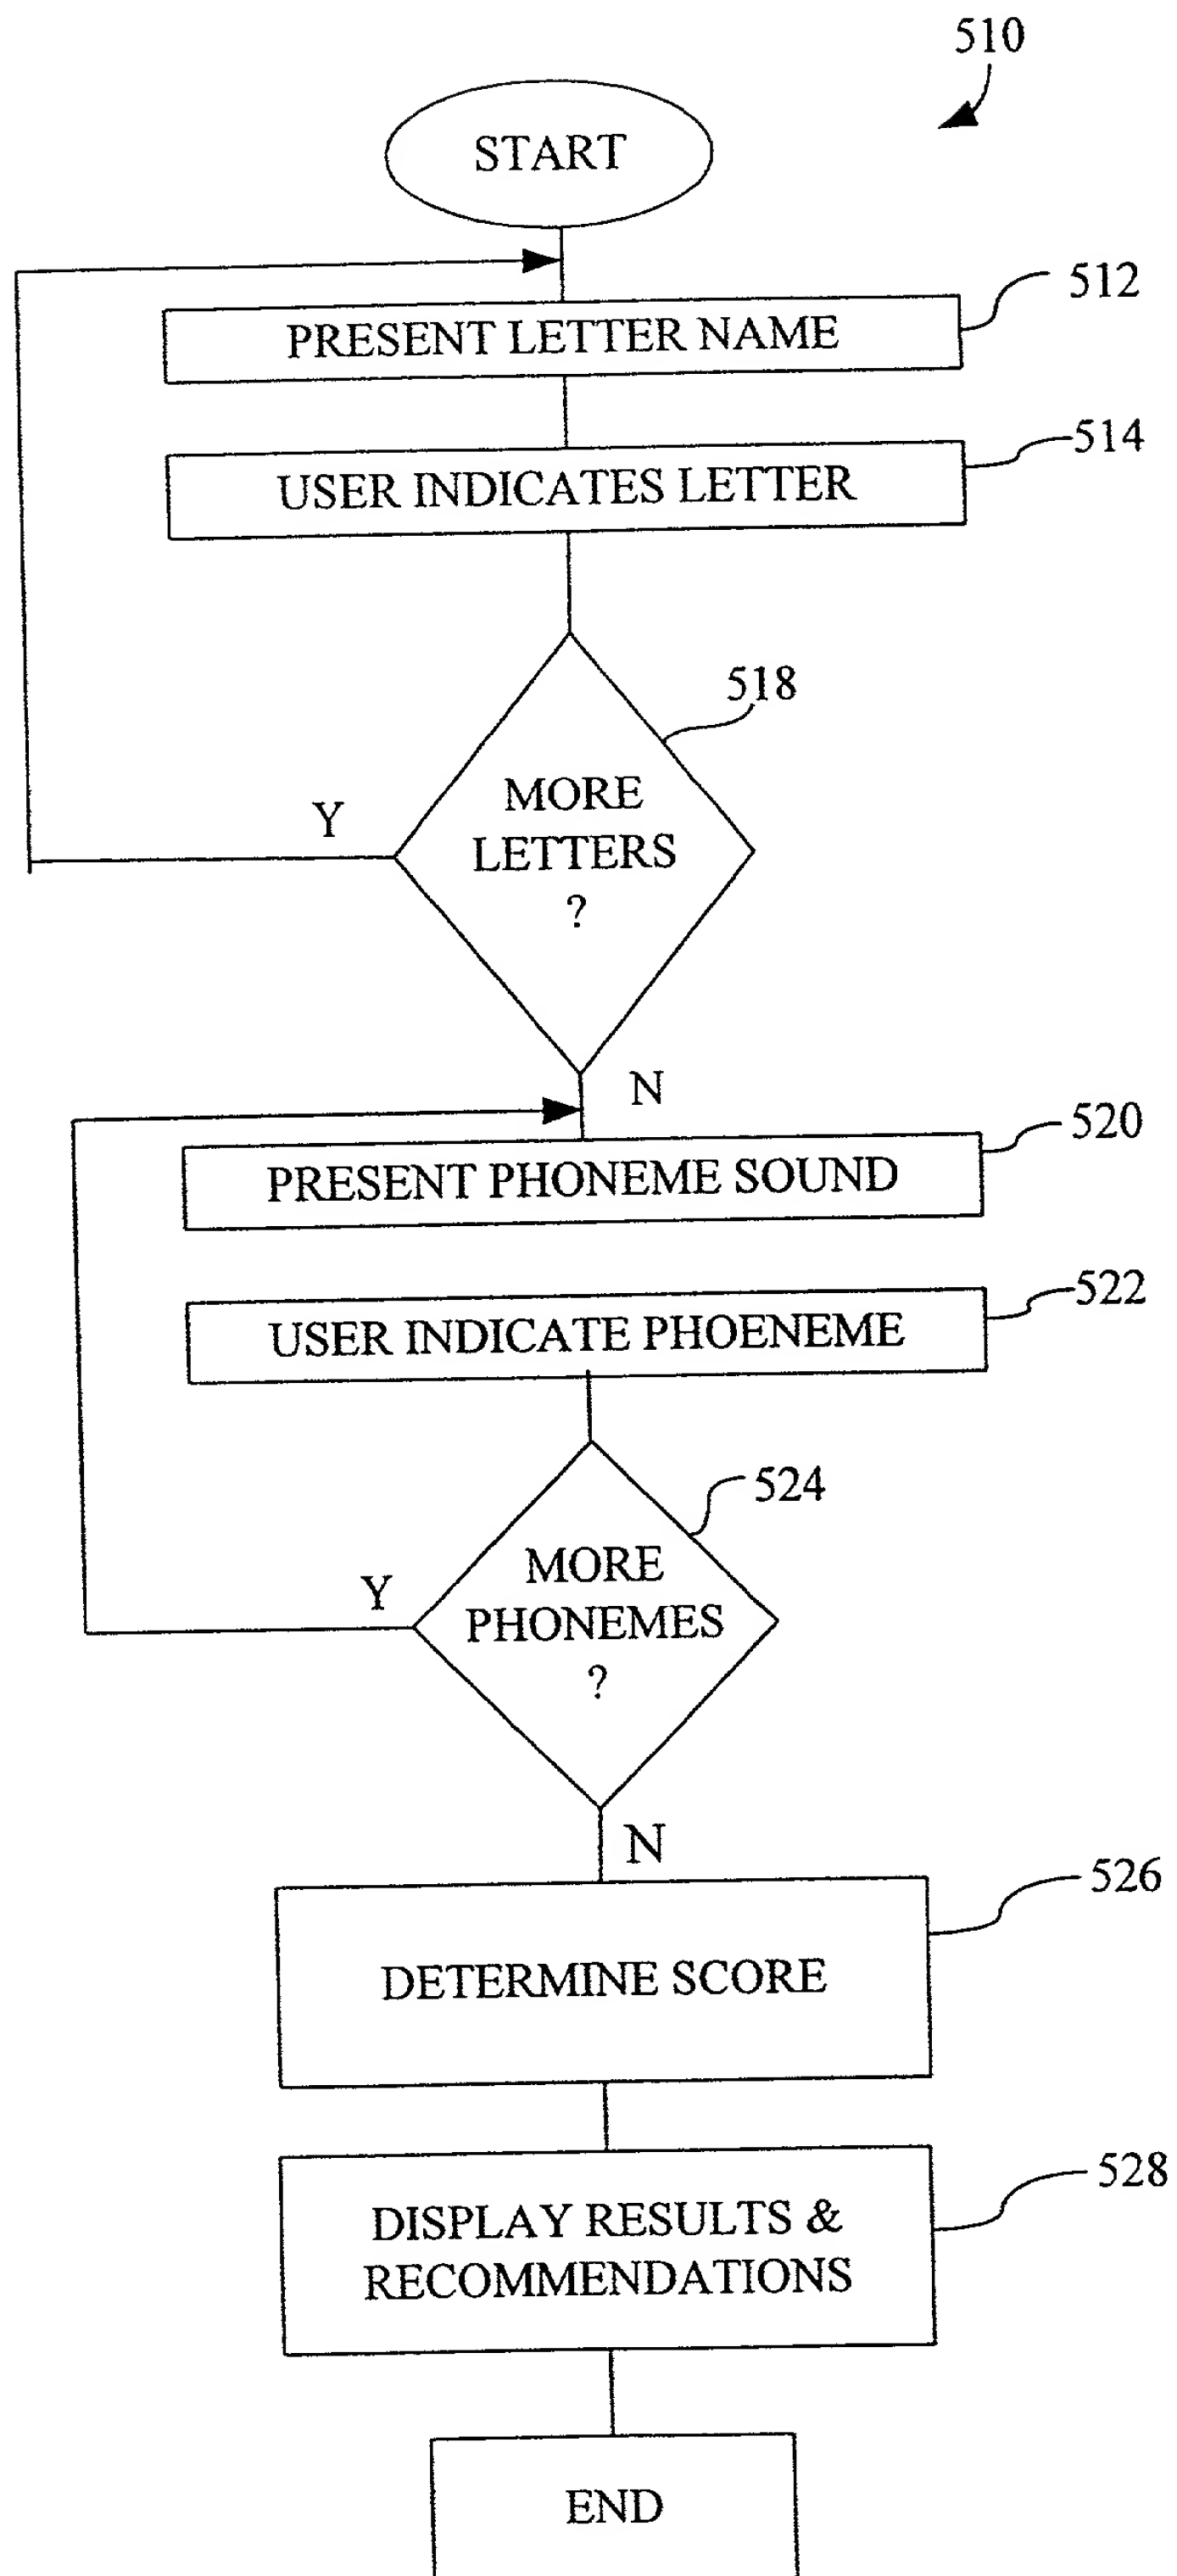 510
START
512
PRESENT LETTER NAME
514
USER INDICATES LETTER
518
MORE
LETTERS
?
Y
N
520
PRESENT PHONEME SOUND
522
USER INDICATE PHOENEME
524
MORE
PHONEMES
?
Y
N
526
DETERMINE SCORE
528
DISPLAY RESULTS &
RECOMMENDATIONS
END